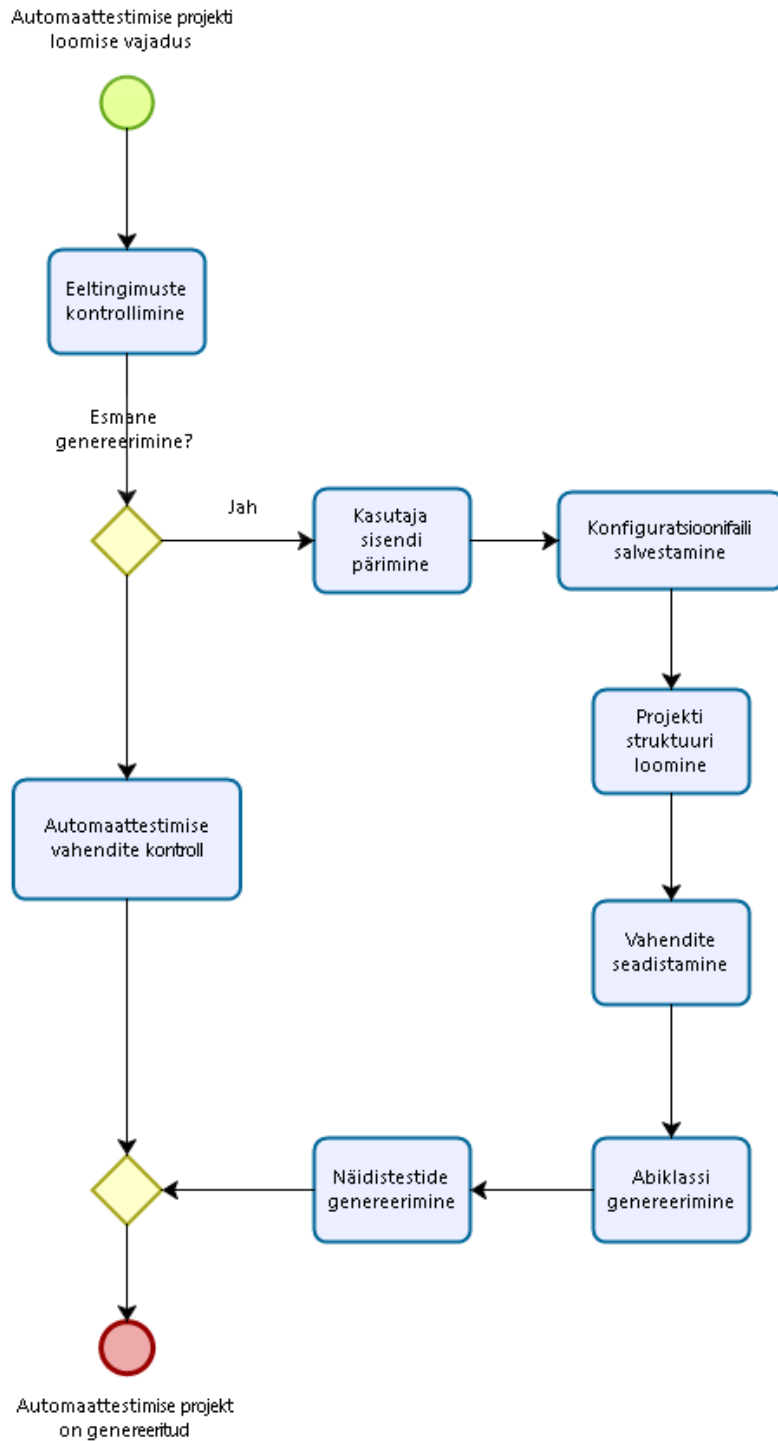 Automaattestimise projekti
loomise vajadus
Eeltingimuste
kontrollimine
Esmane
genereerimine?
Jah
Kasutaja
sisendi
pärimine
Konfiguratsioonifaili
salvestamine
Projekti
struktuuri
loomine
Automaattestimise
vahendite kontroll
Vahendite
seadistamine
Näidistestide
genereerimine
Abiklassi
genereerimine
Automaattestimise projekt
on genereeritud